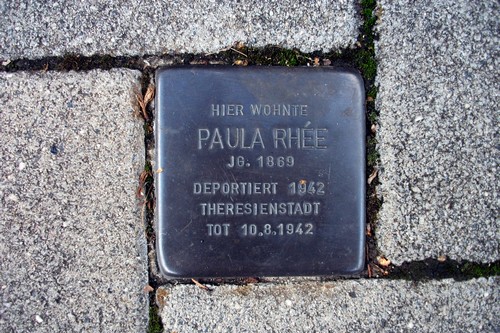 HIER WOHNTE
PAULA RHÉE
JG. 1869
DEPORTIERT 1942
THERESIENSTADT
TOT 10.8.1942